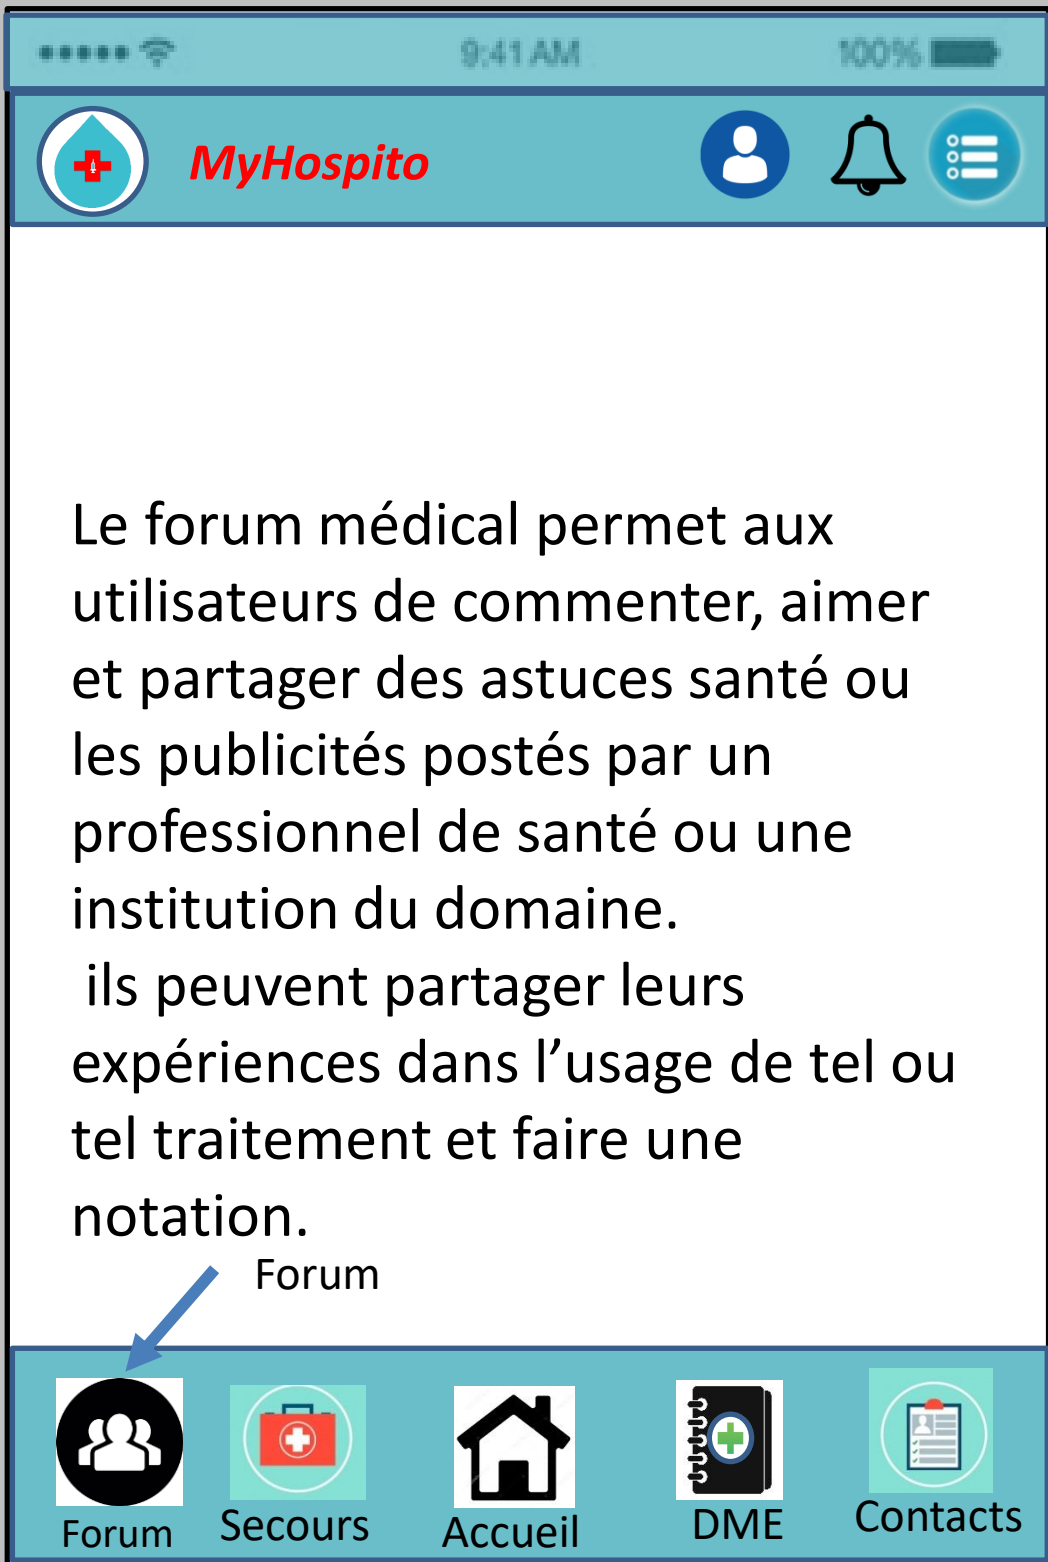 9:41 AM 100%
MyHospito
Le forum médical permet aux
utilisateurs de commenter, aimer
et partager des astuces santé ou
les publicités postés par un
professionnel de santé ou une
institution du domaine.
ils peuvent partager leurs
expériences dans l’usage de tel ou
tel traitement et faire une
notation.
Forum
Forum Secours Accueil DME Contacts